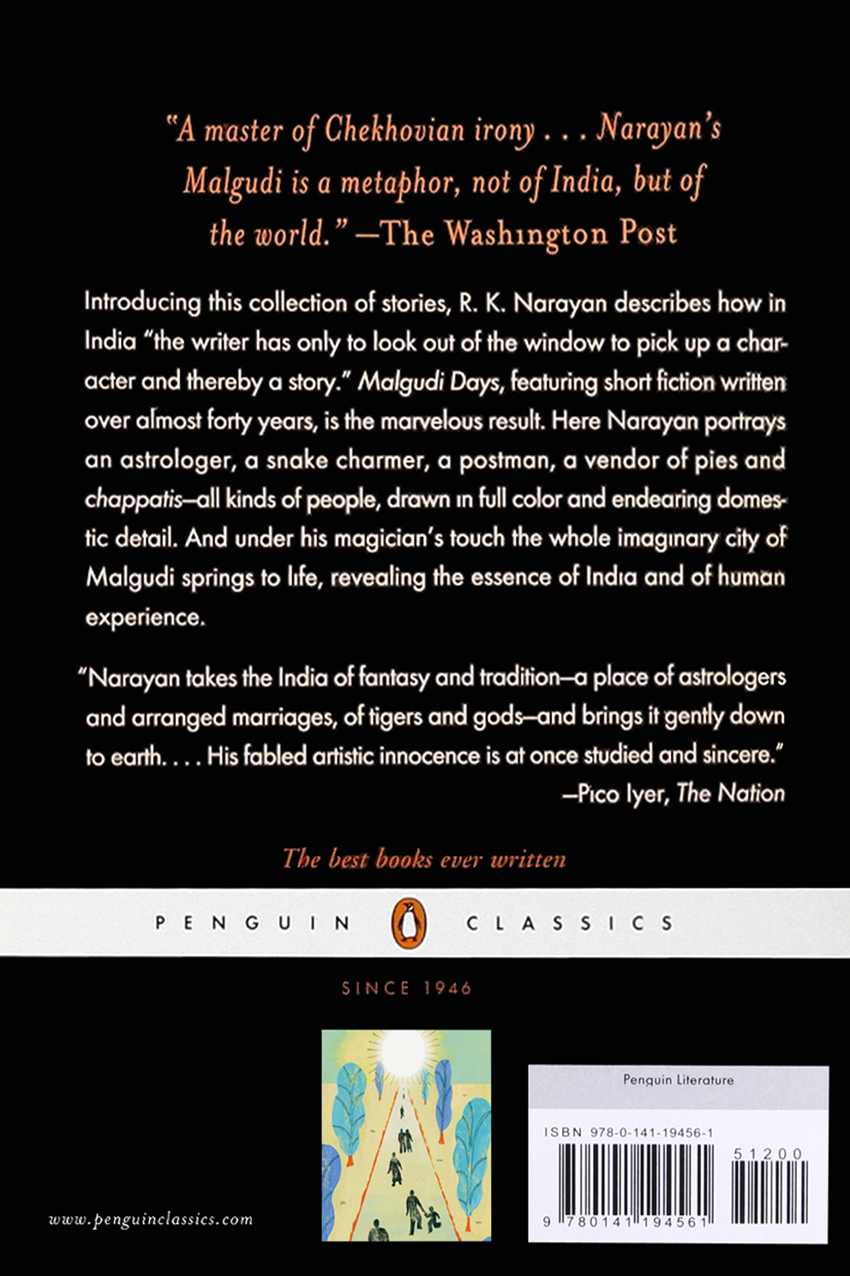 “A master of Chekhovian irony . . . Narayan’s
Malgudi is a metaphor, not of India, but of
the world.” —The Washington Post
Introducing this collection of stories, R. K. Narayan describes how in
India “the writer has only to look out of the window to pick up a char-
acter and thereby a story.” Malgudi Days, featuring short fiction written
over almost forty years, is the marvelous result. Here Narayan portrays
an astrologer, a snake charmer, a postman, a vendor of pies and
chappatis—all kinds of people, drawn in full color and endearing domes-
tic detail. And under his magician’s touch the whole imaginary city of
Malgudi springs to life, revealing the essence of India and of human
experience.
“Narayan takes the India of fantasy and tradition—a place of astrologers
and arranged marriages, of tigers and gods—and brings it gently down
to earth. . . . His fabled artistic innocence is at once studied and sincere.”
—Pico Iyer, The Nation
The best books ever written
PENGUIN CLASSICS
SINCE 1946
Penguin Literature
ISBN 978-0-141-19456-1
51200
9 780141 194561
www.penguinclassics.com